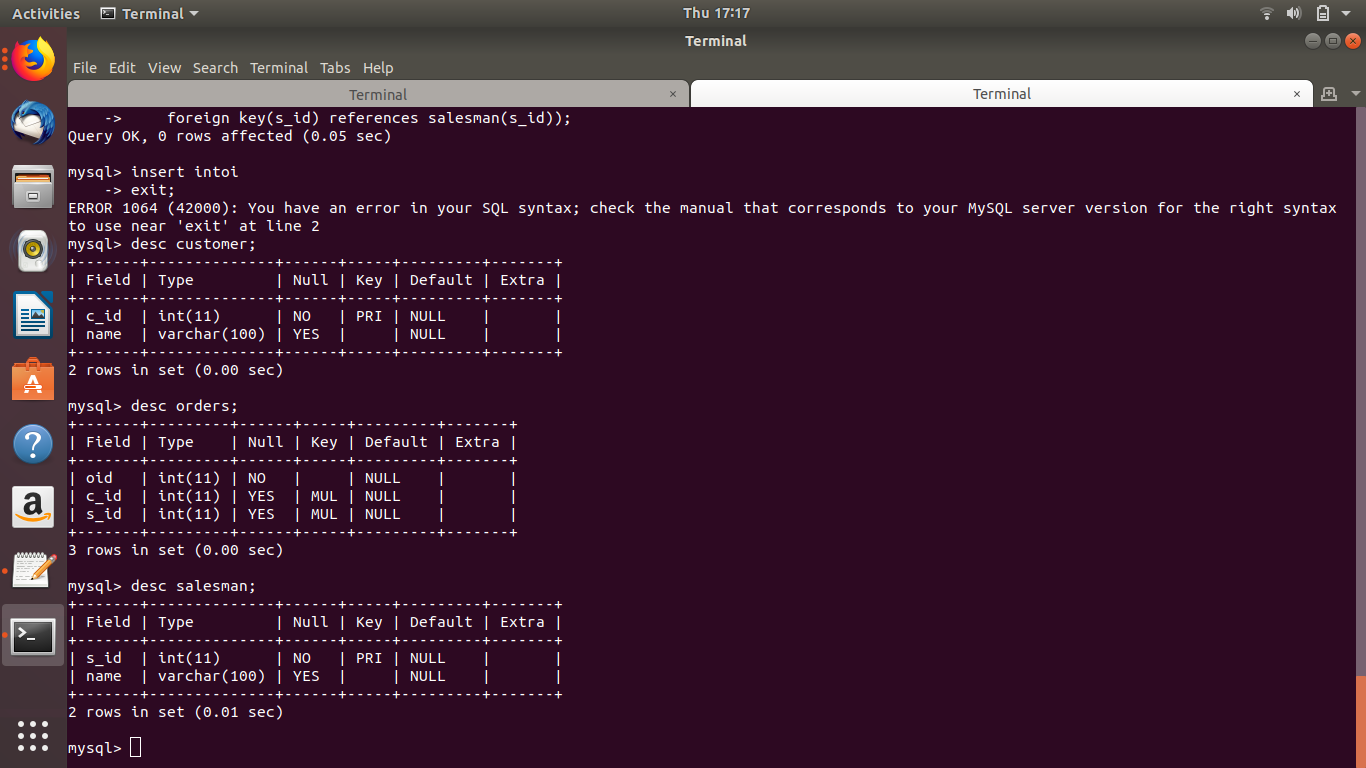 Activities Terminal Thu 17:17
Terminal
File Edit View Search Terminal Tabs Help
Terminal × Terminal ×
    ->     foreign key(s_id) references salesman(s_id));
Query OK, 0 rows affected (0.05 sec)

mysql> insert intoi
    -> exit;
ERROR 1064 (42000): You have an error in your SQL syntax; check the manual that corresponds to your MySQL server version for the right syntax
to use near 'exit' at line 2
mysql> desc customer;
+-------+--------------+------+-----+---------+-------+
| Field | Type         | Null | Key | Default | Extra |
+-------+--------------+------+-----+---------+-------+
| c_id  | int(11)      | NO   | PRI | NULL    |       |
| name  | varchar(100) | YES  |     | NULL    |       |
+-------+--------------+------+-----+---------+-------+
2 rows in set (0.00 sec)

mysql> desc orders;
+-------+---------+------+-----+---------+-------+
| Field | Type    | Null | Key | Default | Extra |
+-------+---------+------+-----+---------+-------+
| oid   | int(11) | NO   |     | NULL    |       |
| c_id  | int(11) | YES  | MUL | NULL    |       |
| s_id  | int(11) | YES  | MUL | NULL    |       |
+-------+---------+------+-----+---------+-------+
3 rows in set (0.00 sec)

mysql> desc salesman;
+-------+--------------+------+-----+---------+-------+
| Field | Type         | Null | Key | Default | Extra |
+-------+--------------+------+-----+---------+-------+
| s_id  | int(11)      | NO   | PRI | NULL    |       |
| name  | varchar(100) | YES  |     | NULL    |       |
+-------+--------------+------+-----+---------+-------+
2 rows in set (0.01 sec)

mysql>